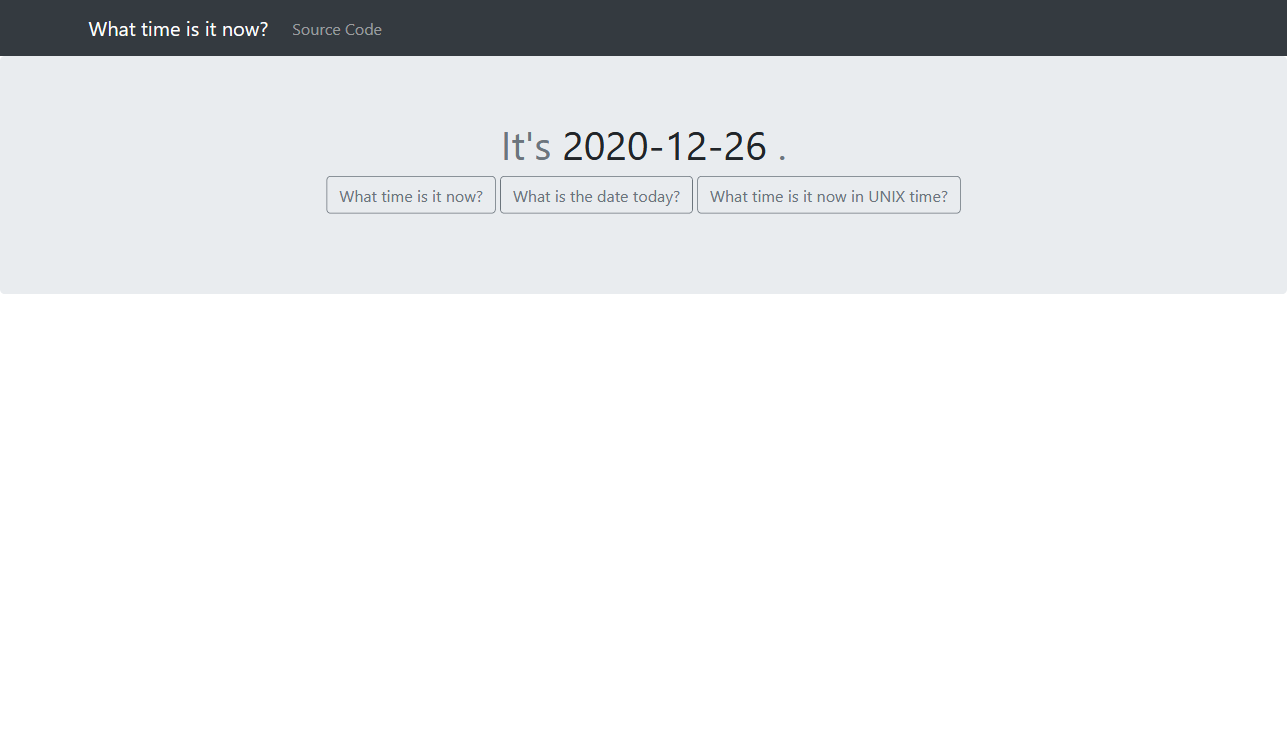 What time is it now? Source Code
It's 2020-12-26 .
What time is it now? What is the date today? What time is it now in UNIX time?